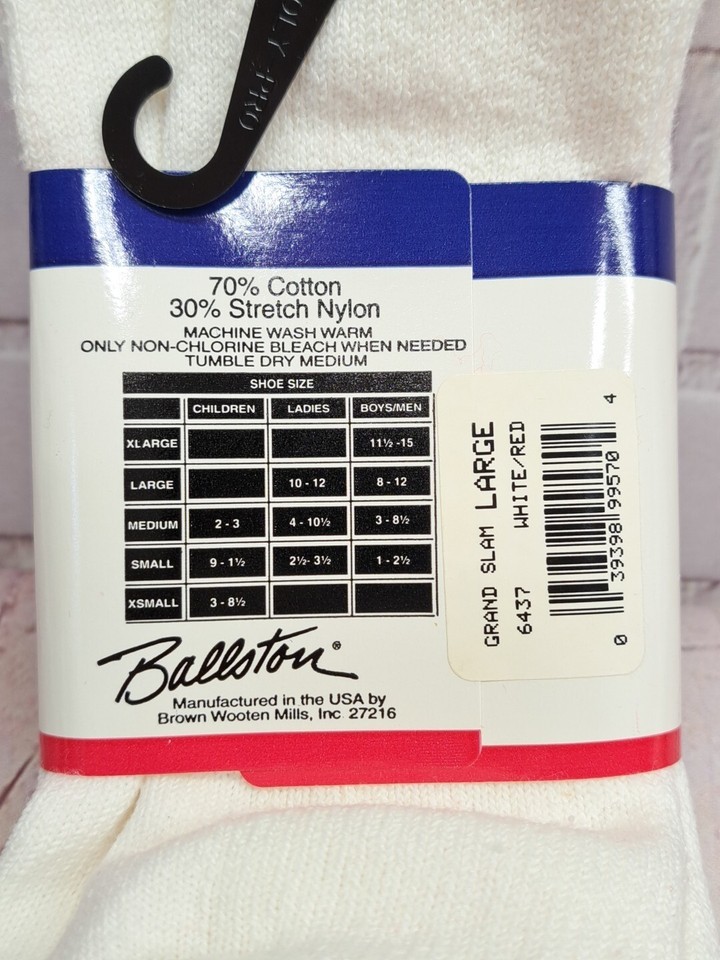 OLY-PRO
70% Cotton
30% Stretch Nylon
MACHINE WASH WARM
ONLY NON-CHLORINE BLEACH WHEN NEEDED
TUMBLE DRY MEDIUM
SHOE SIZE
CHILDREN LADIES BOYS/MEN
XLARGE 11½ -15
LARGE 10 - 12 8 - 12
MEDIUM 2 - 3 4 - 10½ 3 - 8½
SMALL 9 - 1½ 2½- 3½ 1 - 2½
XSMALL 3 - 8½
Ballston®
Manufactured in the USA by
Brown Wooten Mills, Inc 27216
GRAND SLAM LARGE
6437 WHITE/RED
0 39398 99570 4